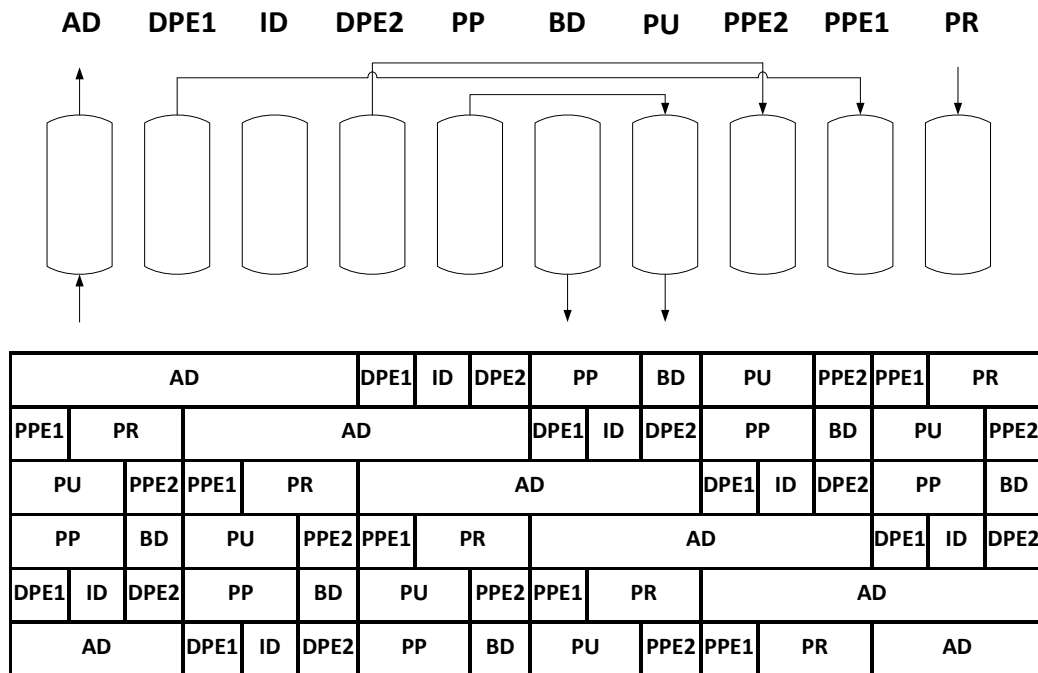 AD DPE1 ID DPE2 PP BD PU PPE2 PPE1 PR
AD DPE1 ID DPE2 PP BD PU PPE2 PPE1 PR
PPE1 PR AD DPE1 ID DPE2 PP BD PU PPE2
PU PPE2 PPE1 PR AD DPE1 ID DPE2 PP BD
PP BD PU PPE2 PPE1 PR AD DPE1 ID DPE2
DPE1 ID DPE2 PP BD PU PPE2 PPE1 PR AD
AD DPE1 ID DPE2 PP BD PU PPE2 PPE1 PR AD